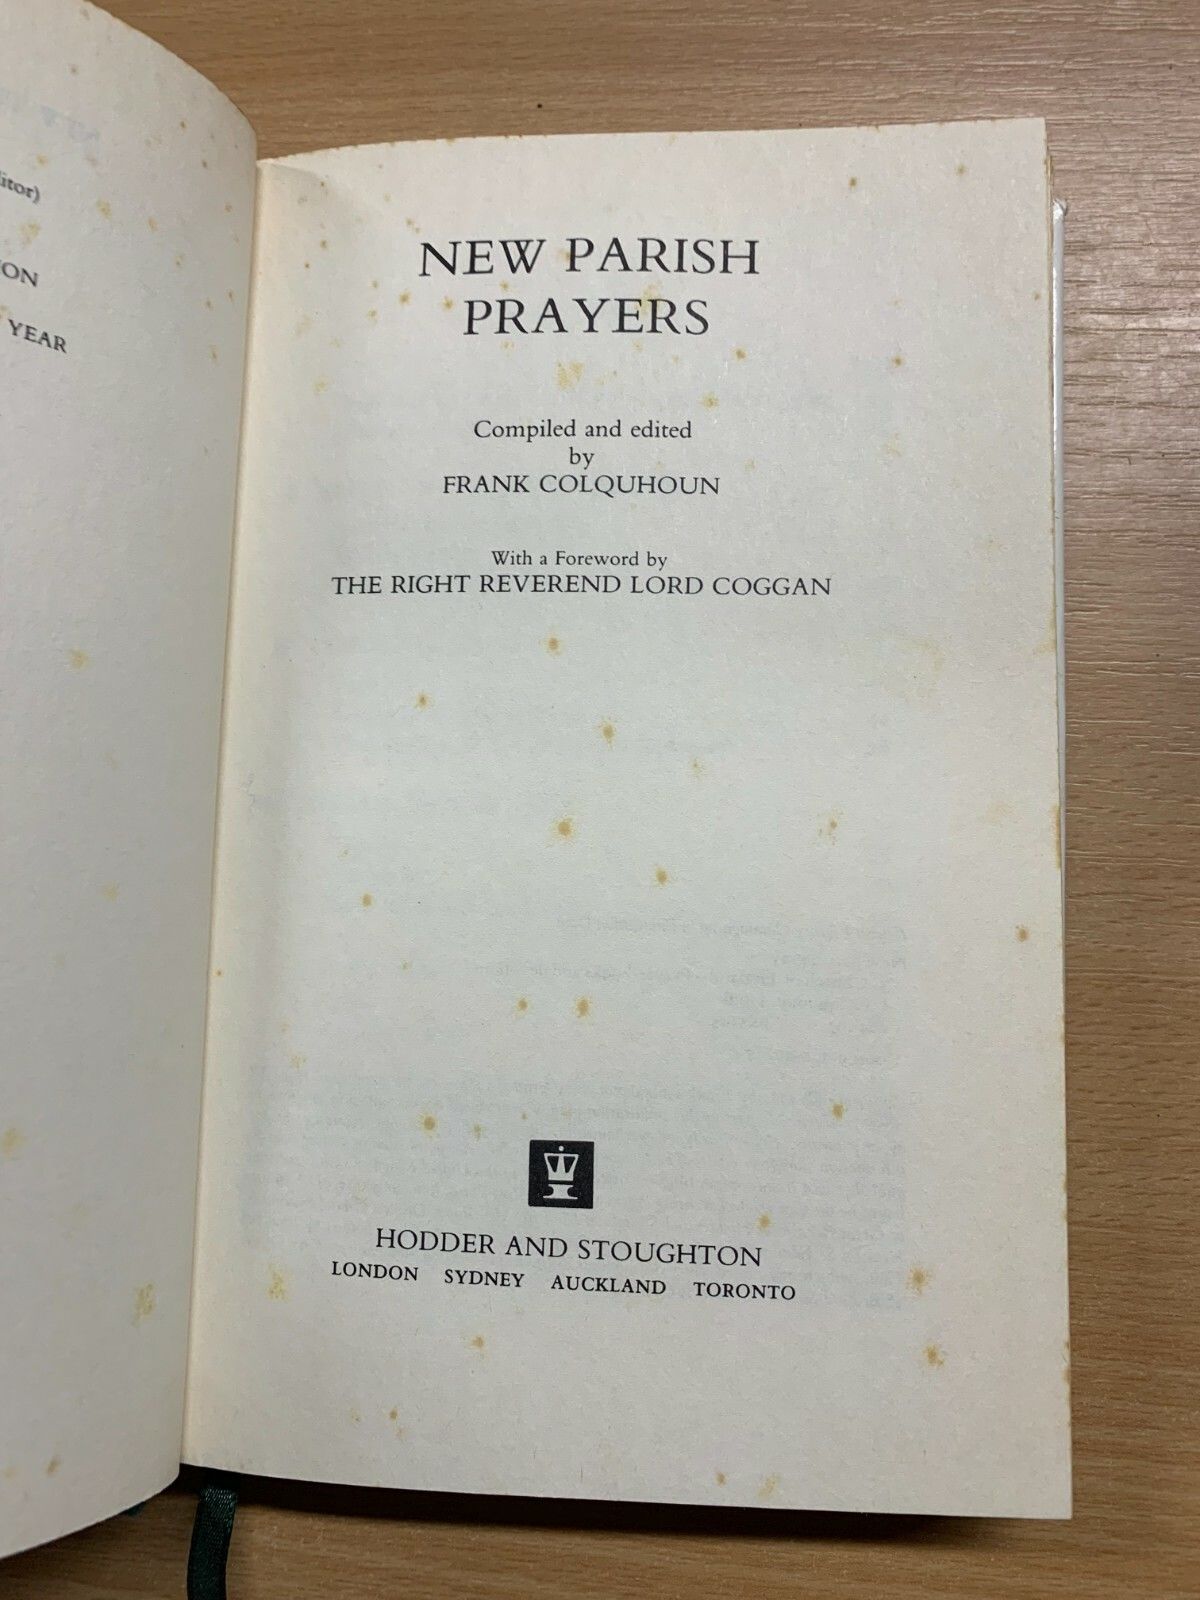 ON
YEAR
NEW PARISH
PRAYERS
Compiled and edited
by
FRANK COLQUHOUN
With a Foreword by
THE RIGHT REVEREND LORD COGGAN
HODDER AND STOUGHTON
LONDON SYDNEY AUCKLAND TORONTO